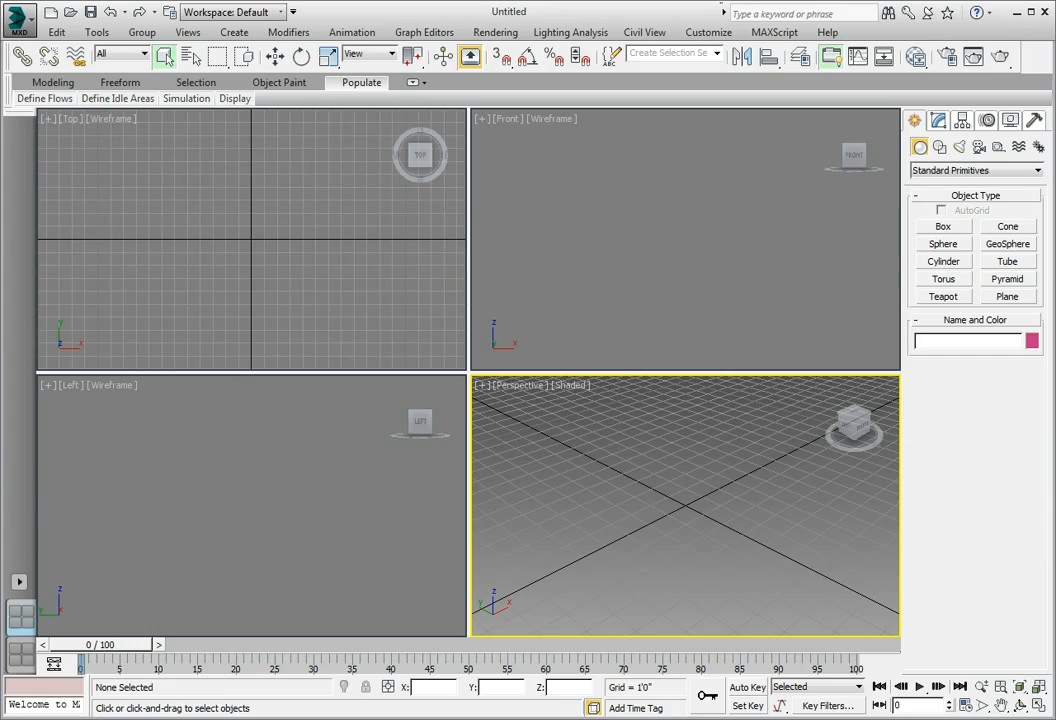 Workspace: Default
Untitled
Type a keyword or phrase
MXD
Edit Tools Group Views Create Modifiers Animation Graph Editors Rendering Lighting Analysis Civil View Customize MAXScript Help
All
View
3
%
ABC
Create Selection Se
Modeling Freeform Selection Object Paint Populate
Define Flows Define Idle Areas Simulation Display
[+] [Top] [Wireframe]
TOP
y
z x
[+] [Front] [Wireframe]
FRONT
z
x
[+] [Left] [Wireframe]
LEFT
z
y
[+] [Perspective] [Shaded]
z
y x
Standard Primitives
- Object Type
AutoGrid
Box Cone
Sphere GeoSphere
Cylinder Tube
Torus Pyramid
Teapot Plane
- Name and Color
< 0 / 100 >
0 5 10 15 20 25 30 35 40 45 50 55 60 65 70 75 80 85 90 95 100
None Selected
X: Y: Z:
Grid = 1'0"
Auto Key Selected
Welcome to M
Click or click-and-drag to select objects
Add Time Tag
Set Key Key Filters...
0